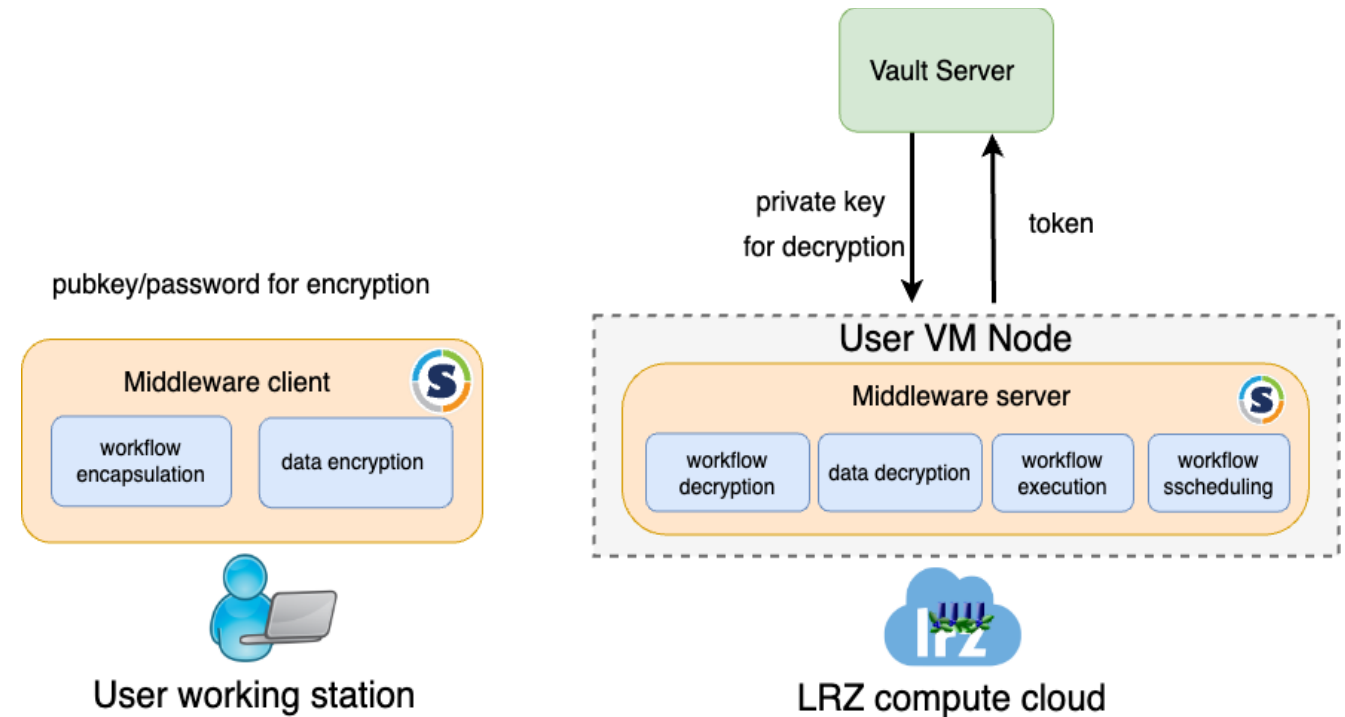 Vault Server
private key
for decryption
token
pubkey/password for encryption
User VM Node
Middleware client
S
Middleware server
S
workflow
encapsulation
data encryption
workflow
decryption
data decryption
workflow
execution
workflow
sscheduling
lrz
User working station
LRZ compute cloud